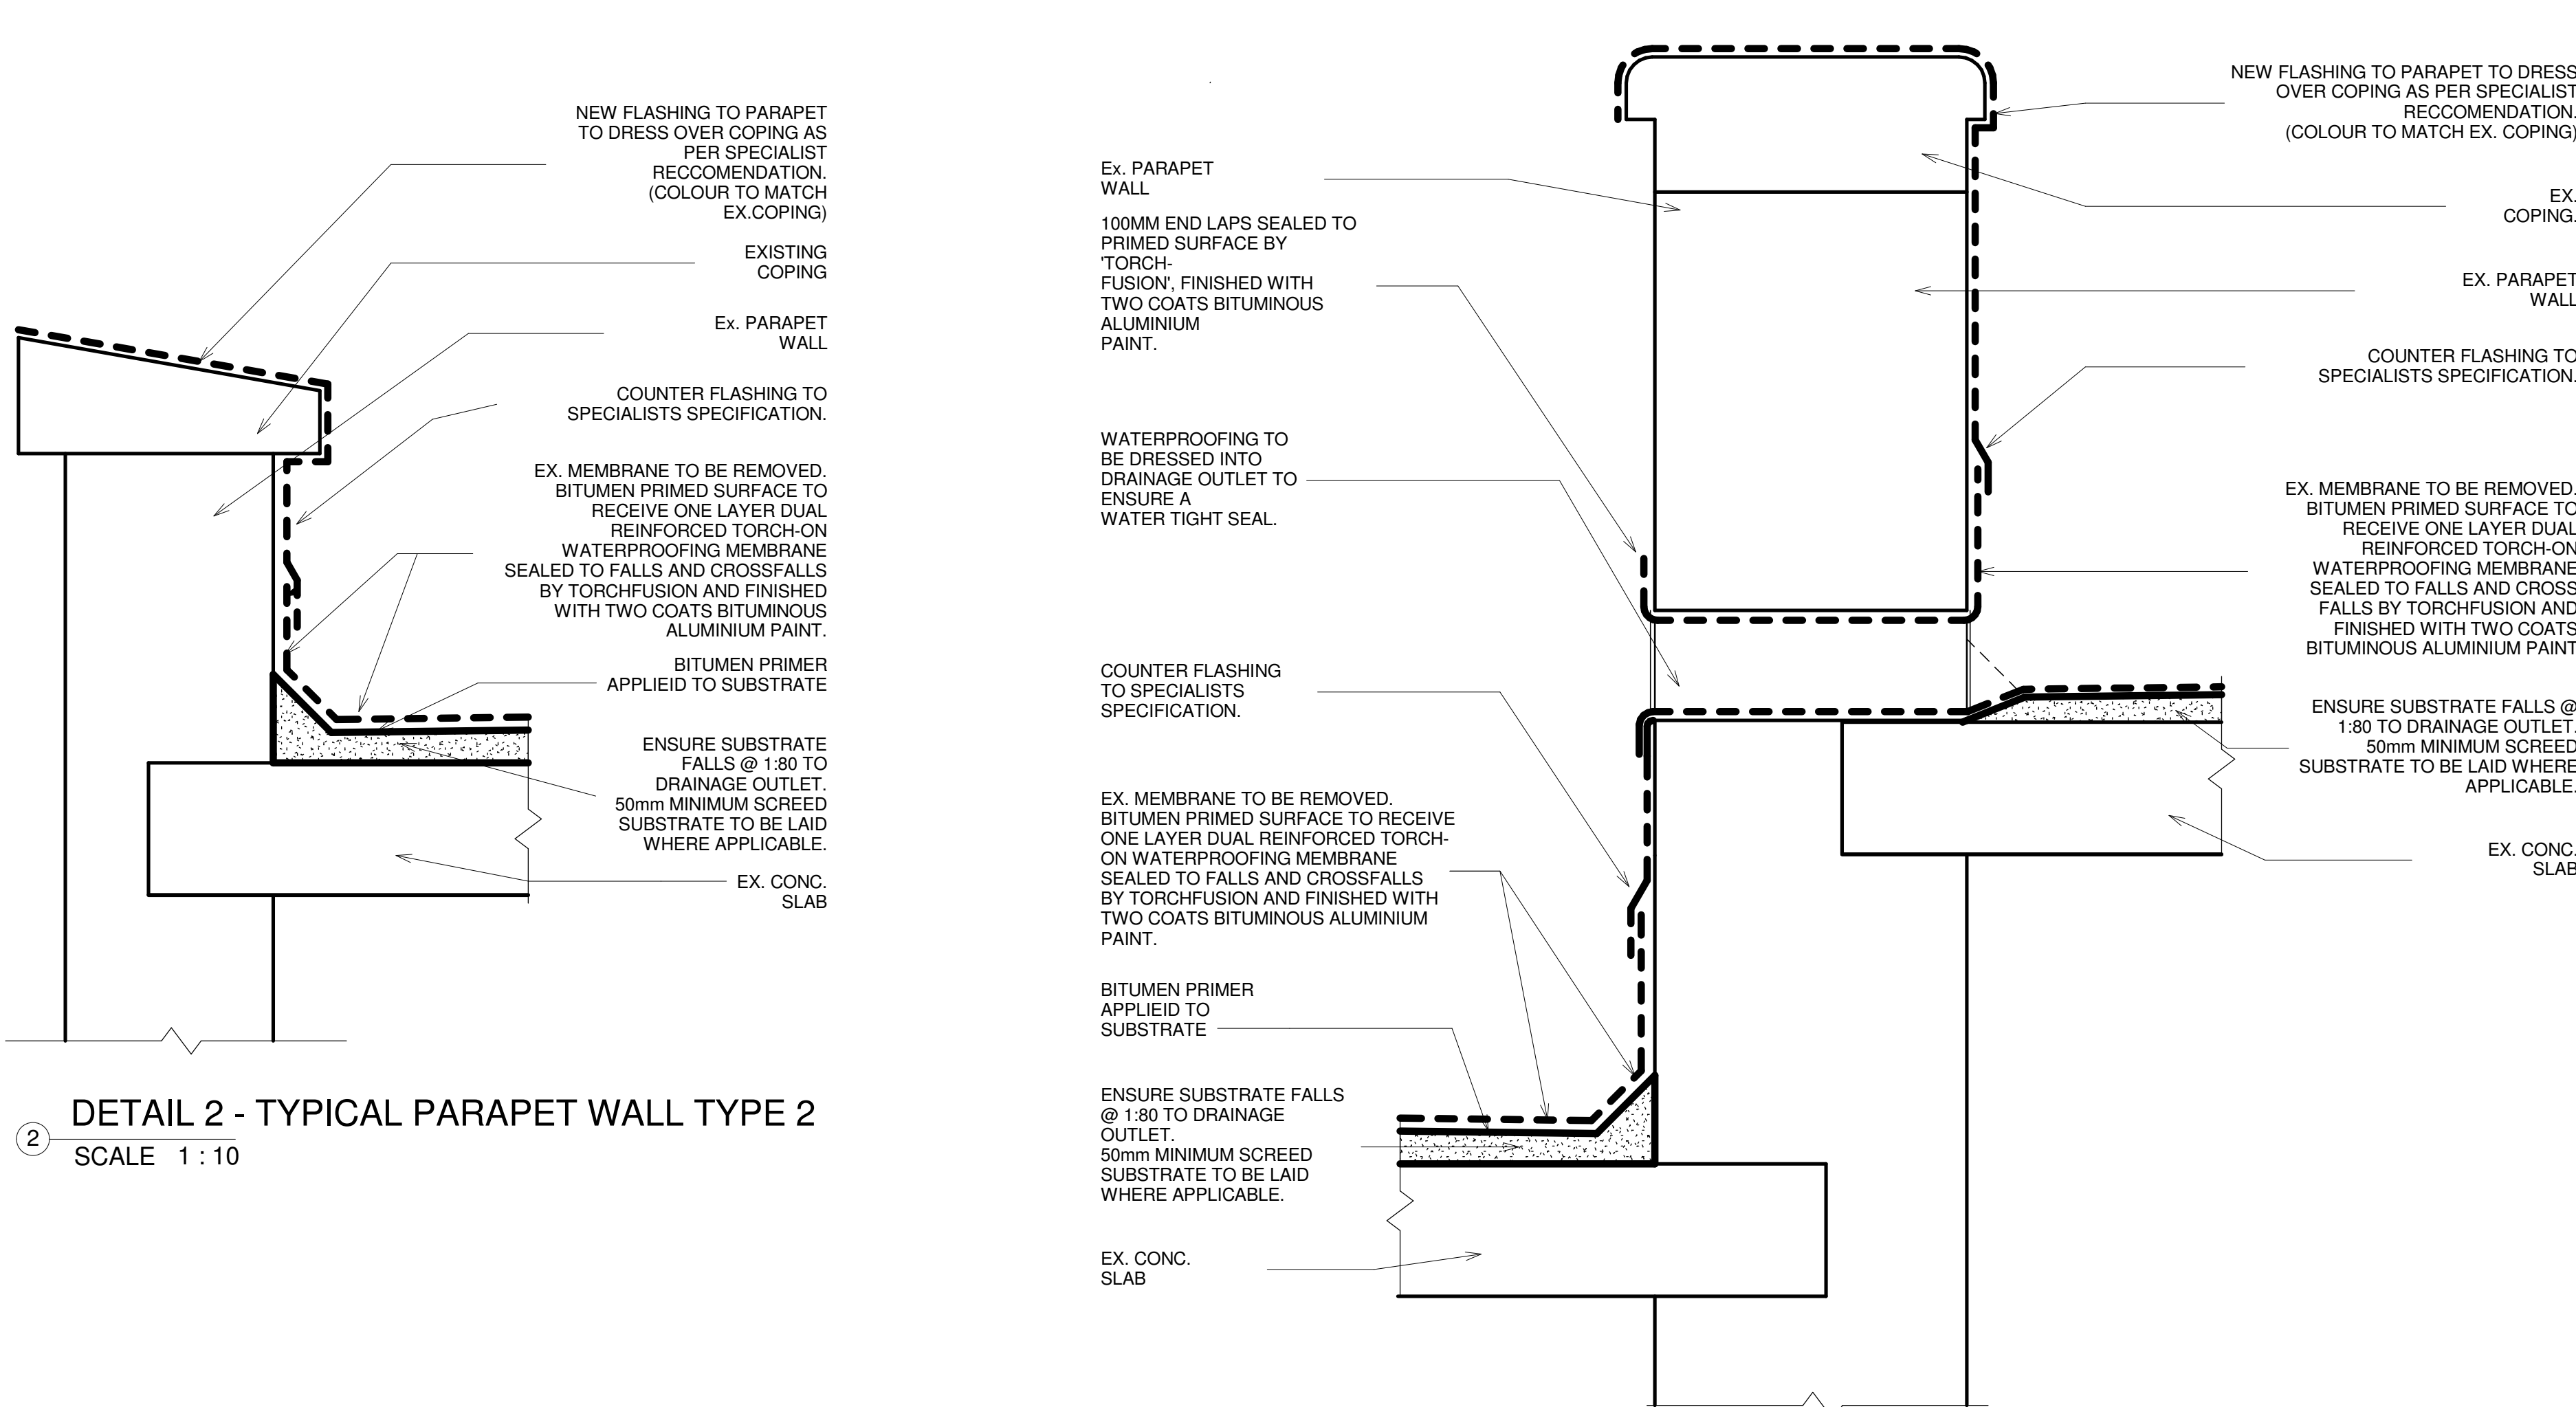 NEW FLASHING TO PARAPET
TO DRESS OVER COPING AS
PER SPECIALIST
RECCOMENDATION.
(COLOUR TO MATCH
EX.COPING)
EXISTING
COPING
Ex. PARAPET
WALL
COUNTER FLASHING TO
SPECIALISTS SPECIFICATION.
EX. MEMBRANE TO BE REMOVED.
BITUMEN PRIMED SURFACE TO
RECEIVE ONE LAYER DUAL
REINFORCED TORCH-ON
WATERPROOFING MEMBRANE
SEALED TO FALLS AND CROSSFALLS
BY TORCHFUSION AND FINISHED
WITH TWO COATS BITUMINOUS
ALUMINIUM PAINT.
BITUMEN PRIMER
APPLIEID TO SUBSTRATE
ENSURE SUBSTRATE
FALLS @ 1:80 TO
DRAINAGE OUTLET.
50mm MINIMUM SCREED
SUBSTRATE TO BE LAID
WHERE APPLICABLE.
EX. CONC.
SLAB
2
DETAIL 2 - TYPICAL PARAPET WALL TYPE 2
SCALE 1 : 10
Ex. PARAPET
WALL
100MM END LAPS SEALED TO
PRIMED SURFACE BY
'TORCH-
FUSION', FINISHED WITH
TWO COATS BITUMINOUS
ALUMINIUM
PAINT.
WATERPROOFING TO
BE DRESSED INTO
DRAINAGE OUTLET TO
ENSURE A
WATER TIGHT SEAL.
COUNTER FLASHING
TO SPECIALISTS
SPECIFICATION.
EX. MEMBRANE TO BE REMOVED.
BITUMEN PRIMED SURFACE TO RECEIVE
ONE LAYER DUAL REINFORCED TORCH-
ON WATERPROOFING MEMBRANE
SEALED TO FALLS AND CROSSFALLS
BY TORCHFUSION AND FINISHED WITH
TWO COATS BITUMINOUS ALUMINIUM
PAINT.
BITUMEN PRIMER
APPLIEID TO
SUBSTRATE
ENSURE SUBSTRATE FALLS
@ 1:80 TO DRAINAGE
OUTLET.
50mm MINIMUM SCREED
SUBSTRATE TO BE LAID
WHERE APPLICABLE.
EX. CONC.
SLAB
NEW FLASHING TO PARAPET TO DRESS
OVER COPING AS PER SPECIALIST
RECCOMENDATION.
(COLOUR TO MATCH EX. COPING)
EX.
COPING.
EX. PARAPET
WALL
COUNTER FLASHING TO
SPECIALISTS SPECIFICATION.
EX. MEMBRANE TO BE REMOVED.
BITUMEN PRIMED SURFACE TO
RECEIVE ONE LAYER DUAL
REINFORCED TORCH-ON
WATERPROOFING MEMBRANE
SEALED TO FALLS AND CROSS
FALLS BY TORCHFUSION AND
FINISHED WITH TWO COATS
BITUMINOUS ALUMINIUM PAINT
ENSURE SUBSTRATE FALLS @
1:80 TO DRAINAGE OUTLET.
50mm MINIMUM SCREED
SUBSTRATE TO BE LAID WHERE
APPLICABLE.
EX. CONC.
SLAB